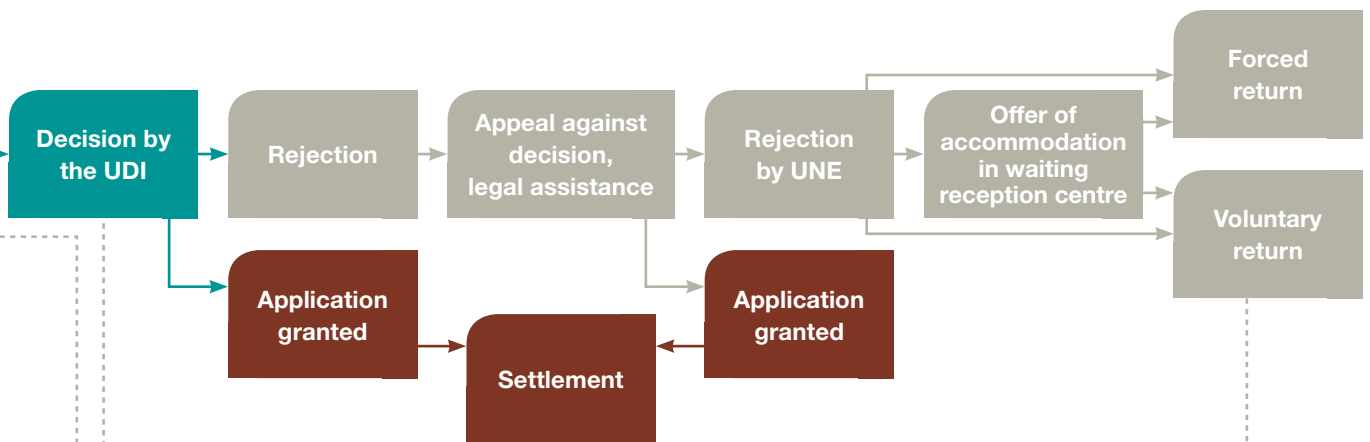 Decision by
the UDI
Rejection
Appeal against
decision,
legal assistance
Rejection
by UNE
Offer of
accommodation
in waiting
reception centre
Forced
return
Voluntary
return
Application
granted
Settlement
Application
granted